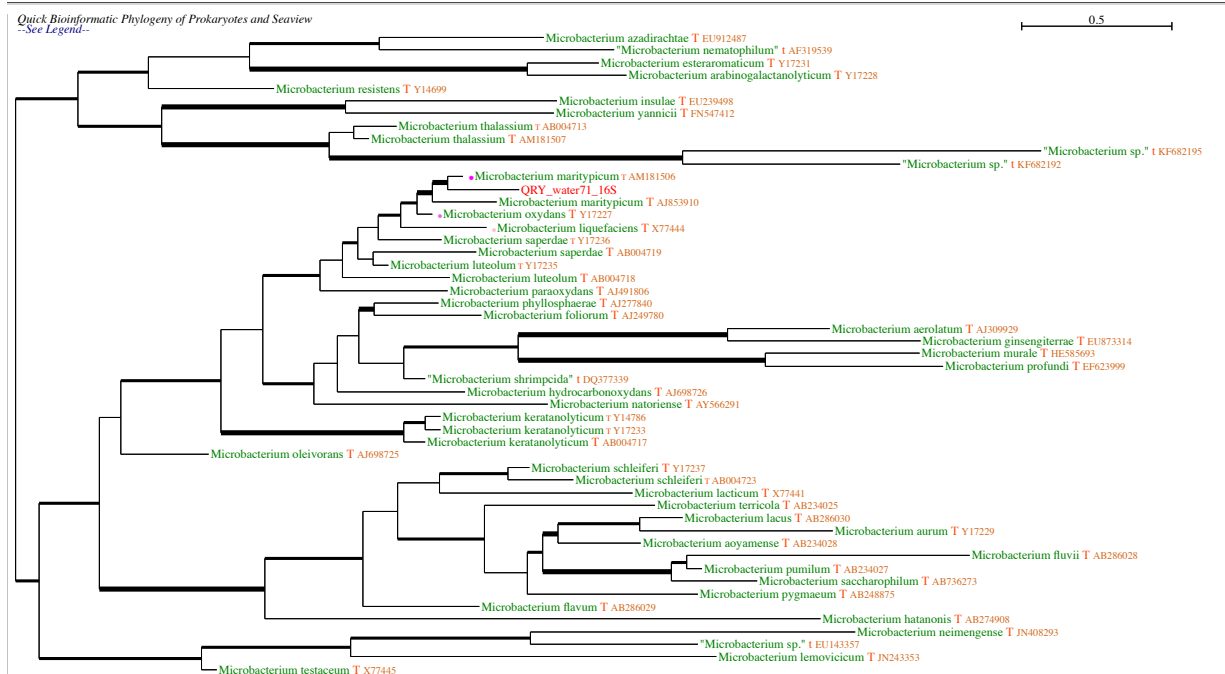 Quick Bioinformatic Phylogeny of Prokaryotes and Seaview
--See Legend--
0.5
Microbacterium azadirachtae T EU912487
"Microbacterium nematophilum" t AF319539
Microbacterium esteraromaticum T Y17231
Microbacterium arabinogalactanolyticum T Y17228
Microbacterium resistens T Y14699
Microbacterium insulae T EU239498
Microbacterium yannicii T FN547412
Microbacterium thalassium T AB004713
Microbacterium thalassium T AM181507
"Microbacterium sp." t KF682195
"Microbacterium sp." t KF682192
Microbacterium maritypicum T AM181506
QRY_water71_16S
Microbacterium maritypicum T AJ853910
Microbacterium oxydans T Y17227
Microbacterium liquefaciens T X77444
Microbacterium saperdae T Y17236
Microbacterium saperdae T AB004719
Microbacterium luteolum T Y17235
Microbacterium luteolum T AB004718
Microbacterium paraoxydans T AJ491806
Microbacterium phyllosphaerae T AJ277840
Microbacterium foliorum T AJ249780
Microbacterium aerolatum T AJ309929
Microbacterium ginsengiterrae T EU873314
Microbacterium murale T HE585693
Microbacterium profundi T EF623999
"Microbacterium shrimpcida" t DQ377339
Microbacterium hydrocarbonoxydans T AJ698726
Microbacterium natoriense T AY566291
Microbacterium keratanolyticum T Y14786
Microbacterium keratanolyticum T Y17233
Microbacterium keratanolyticum T AB004717
Microbacterium oleivorans T AJ698725
Microbacterium schleiferi T Y17237
Microbacterium schleiferi T AB004723
Microbacterium lacticum T X77441
Microbacterium terricola T AB234025
Microbacterium lacus T AB286030
Microbacterium aurum T Y17229
Microbacterium aoyamense T AB234028
Microbacterium fluvii T AB286028
Microbacterium pumilum T AB234027
Microbacterium saccharophilum T AB736273
Microbacterium pygmaeum T AB248875
Microbacterium flavum T AB286029
Microbacterium hatanonis T AB274908
Microbacterium neimengense T JN408293
"Microbacterium sp." t EU143357
Microbacterium lemovicicum T JN243353
Microbacterium testaceum T X77445